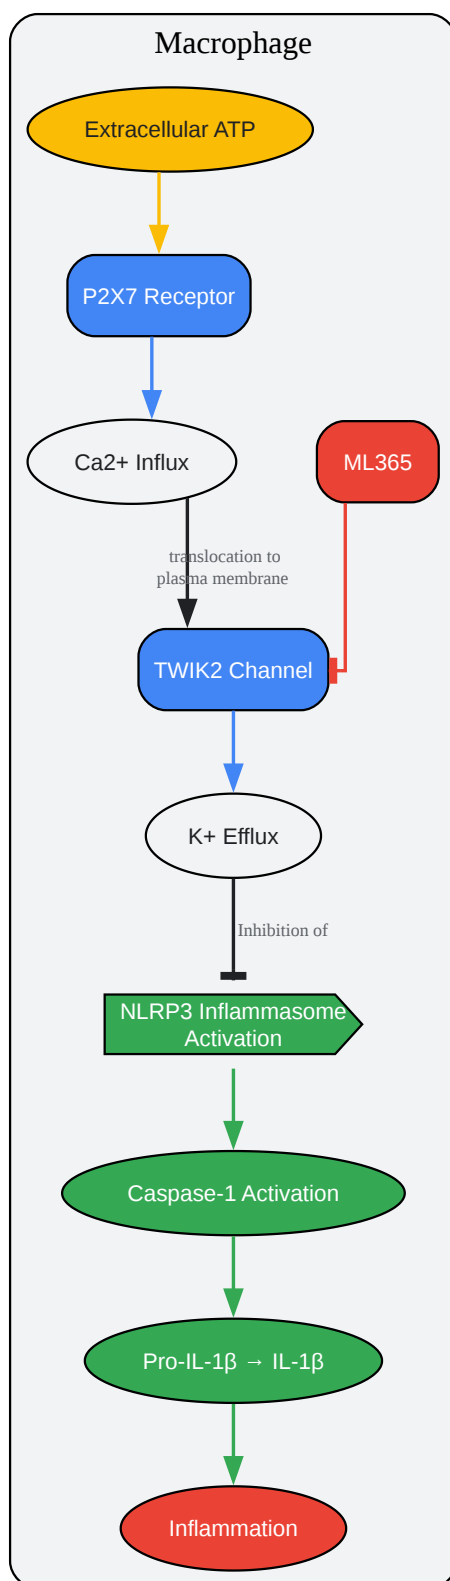 Macrophage
Extracellular ATP
P2X7 Receptor
Ca2+ Influx
ML365
translocation to
plasma membrane
TWIK2 Channel
K+ Efflux
Inhibition of
NLRP3 Inflammasome
Activation
Caspase-1 Activation
Pro-IL-1β → IL-1β
Inflammation